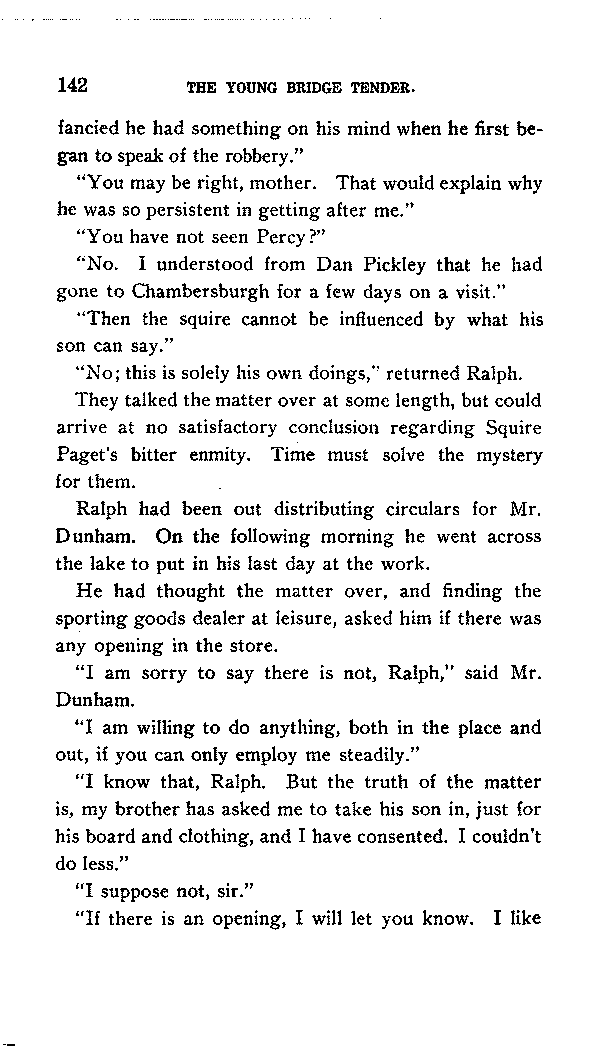 142 THE YOUNG BRIDGE TENDER.
fancied he had something on his mind when he first be-
gan to speak of the robbery."
"You may be right, mother. That would explain why
he was so persistent in getting after me."
"You have not seen Percy?"
"No. I understood from Dan Pickley that he had
gone to Chambersburgh for a few days on a visit."
"Then the squire cannot be influenced by what his
son can say."
"No; this is solely his own doings," returned Ralph.
They talked the matter over at some length, but could
arrive at no satisfactory conclusion regarding Squire
Paget's bitter enmity. Time must solve the mystery
for them.
Ralph had been out distributing circulars for Mr.
Dunham. On the following morning he went across
the lake to put in his last day at the work.
He had thought the matter over, and finding the
sporting goods dealer at leisure, asked him if there was
any opening in the store.
"I am sorry to say there is not, Ralph," said Mr.
Dunham.
"I am willing to do anything, both in the place and
out, if you can only employ me steadily."
"I know that, Ralph. But the truth of the matter
is, my brother has asked me to take his son in, just for
his board and clothing, and I have consented. I couldn't
do less."
"I suppose not, sir."
"If there is an opening, I will let you know. I like